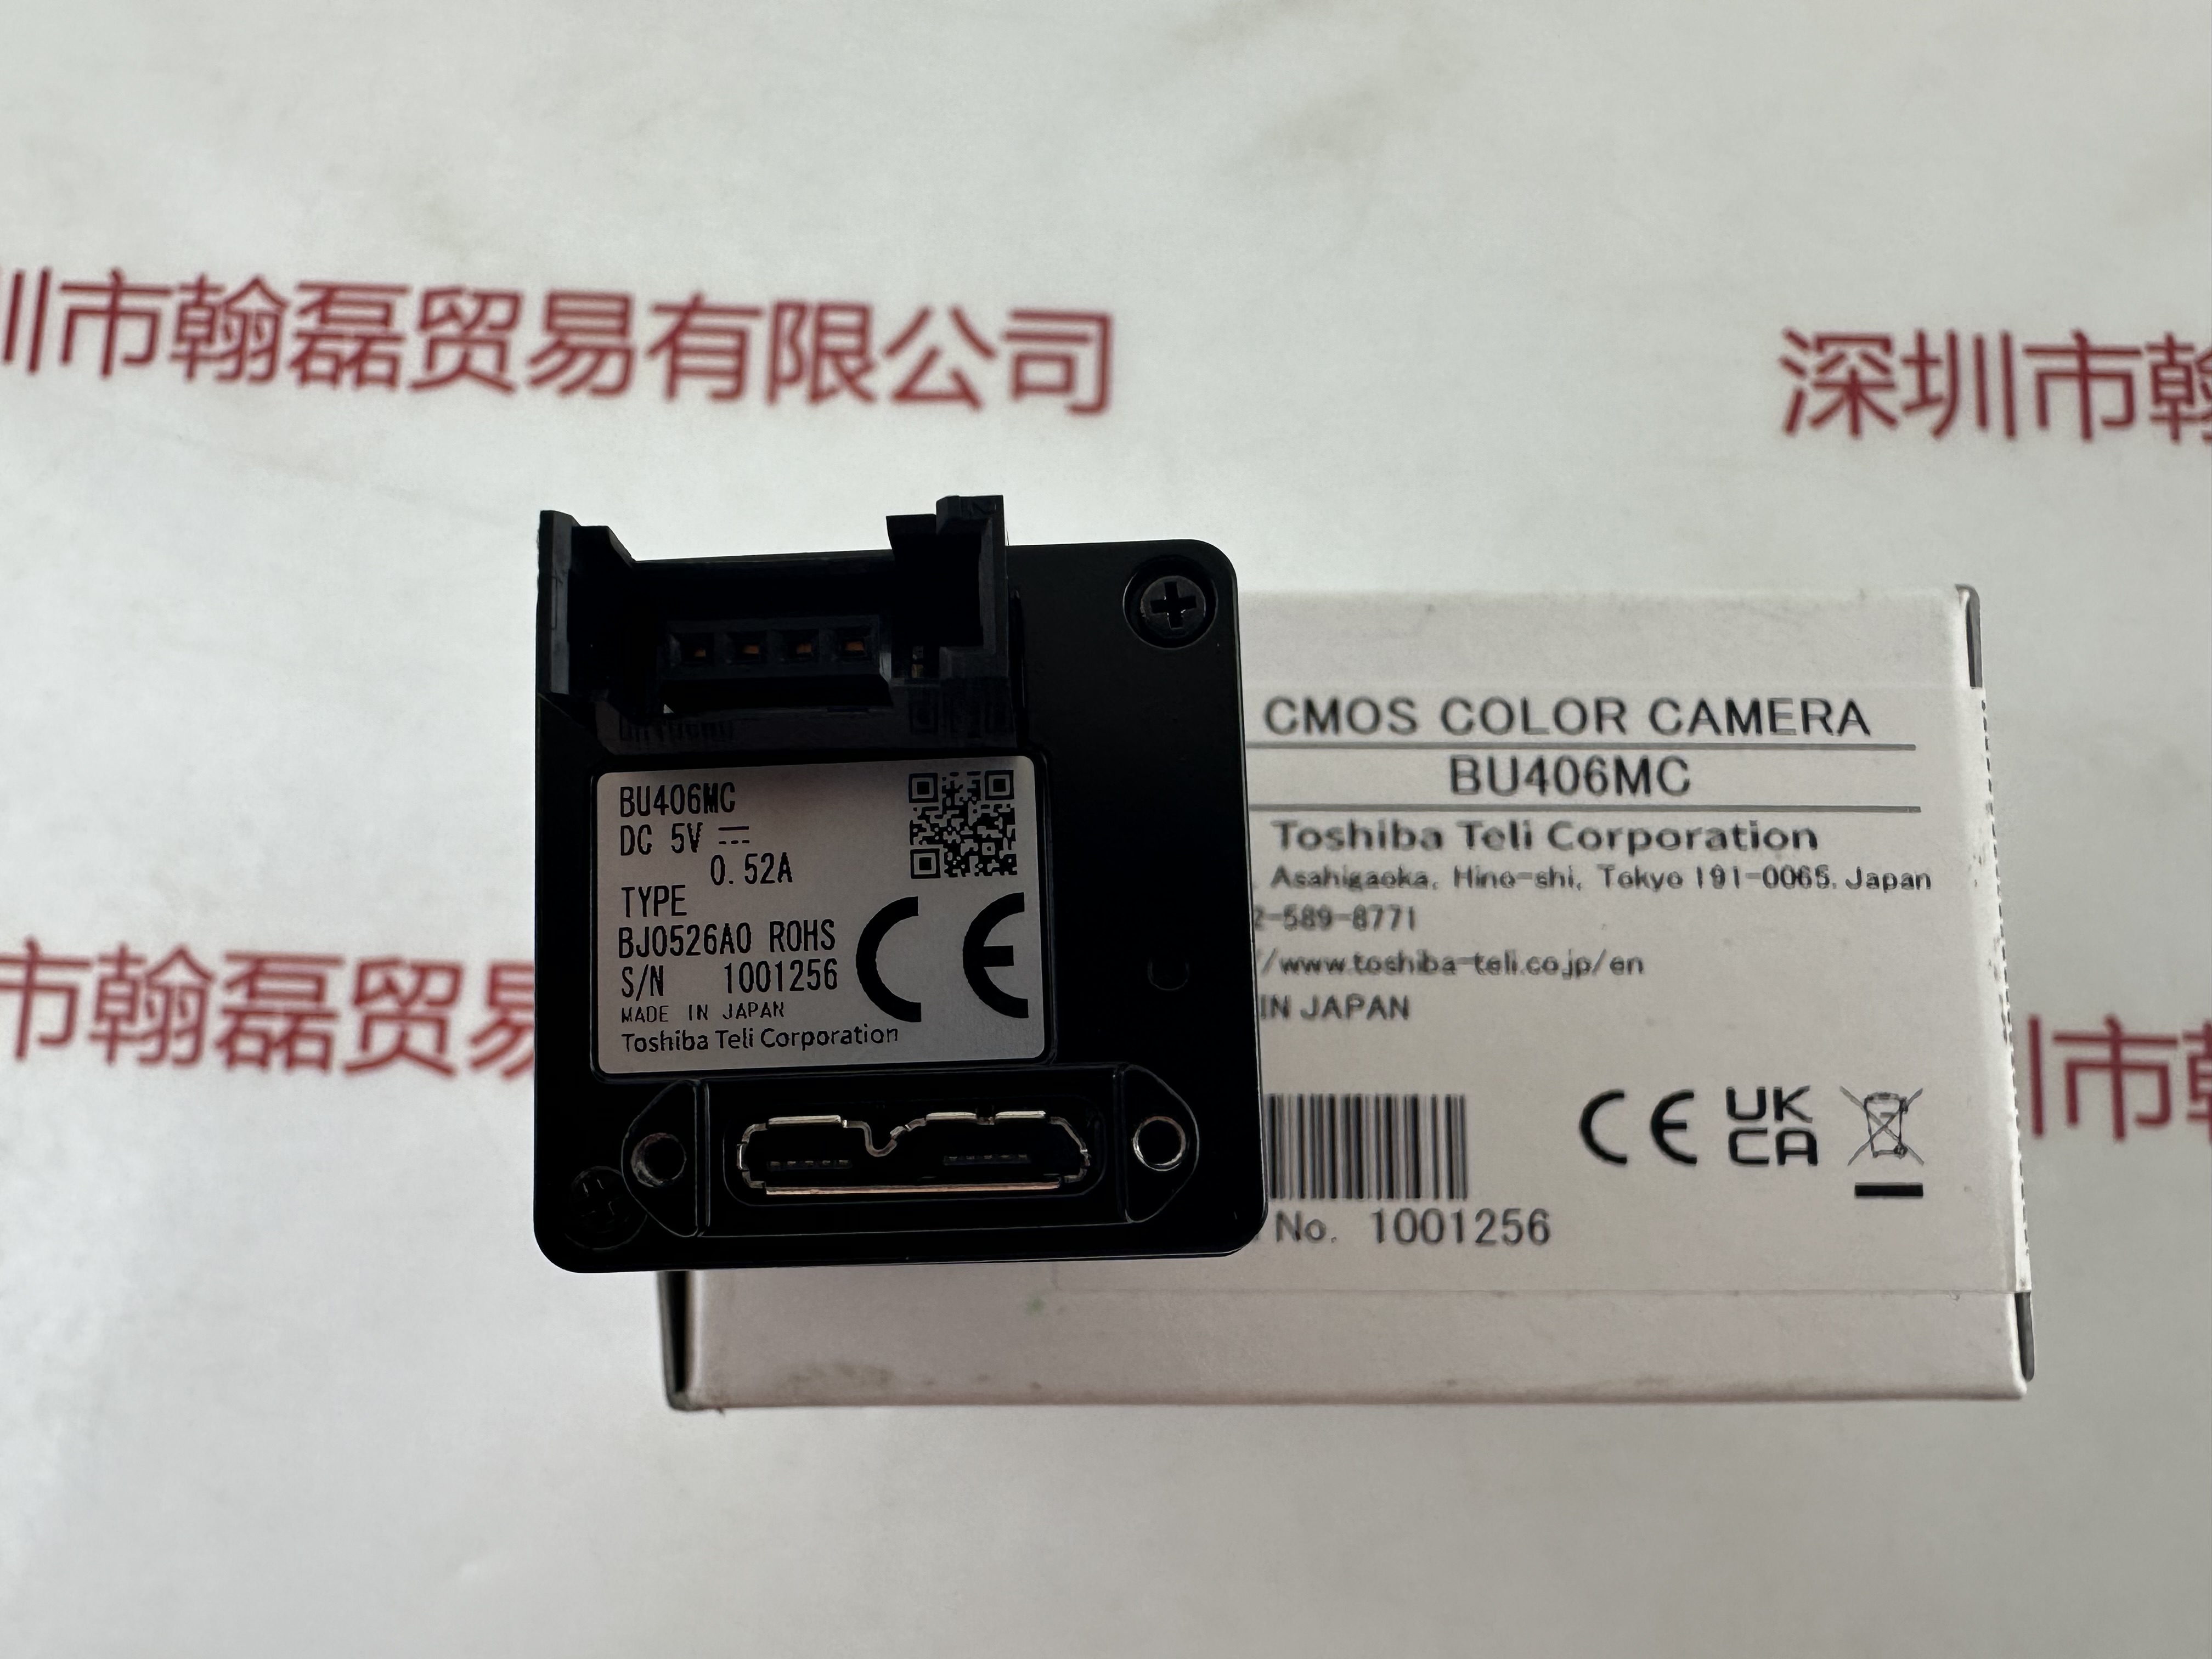 圳市翰磊贸易有限公司
深圳市翰
市翰磊贸易
圳市
BU406MC
DC 5V
0.52A
TYPE
BJ0526A0 ROHS
S/N 1001256
MADE IN JAPAN
Toshiba Teli Corporation
CE
CMOS COLOR CAMERA
BU406MC
Toshiba Teli Corporation
Asahigaoka, Hino-shi, Tokyo 191-0065, Japan
2-589-8771
//www.toshiba-teli.co.jp/en
IN JAPAN
CE UK
CA
No. 1001256